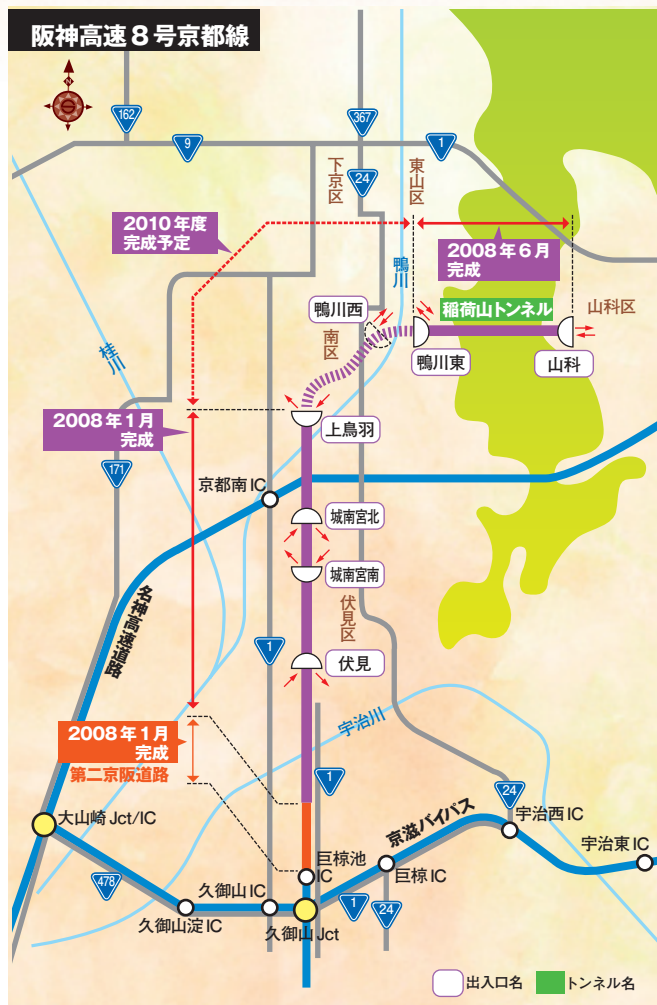 阪神高速8号京都線
N
162
9
367
1
下京区
24
東山区
2010年度
完成予定
鴨川
2008年6月
完成
鴨川西
稲荷山トンネル
山科区
南区
鴨川東
山科
桂川
2008年1月
完成
上鳥羽
171
京都南IC
城南宮北
城南宮南
名神高速道路
伏見区
1
伏見
宇治川
2008年1月
完成
第二京阪道路
1
24
大山崎Jct/IC
京滋バイパス
宇治西IC
宇治東IC
巨椋池
IC
478
久御山IC
巨椋IC
久御山淀IC
久御山Jct
1
24
出入口名
トンネル名